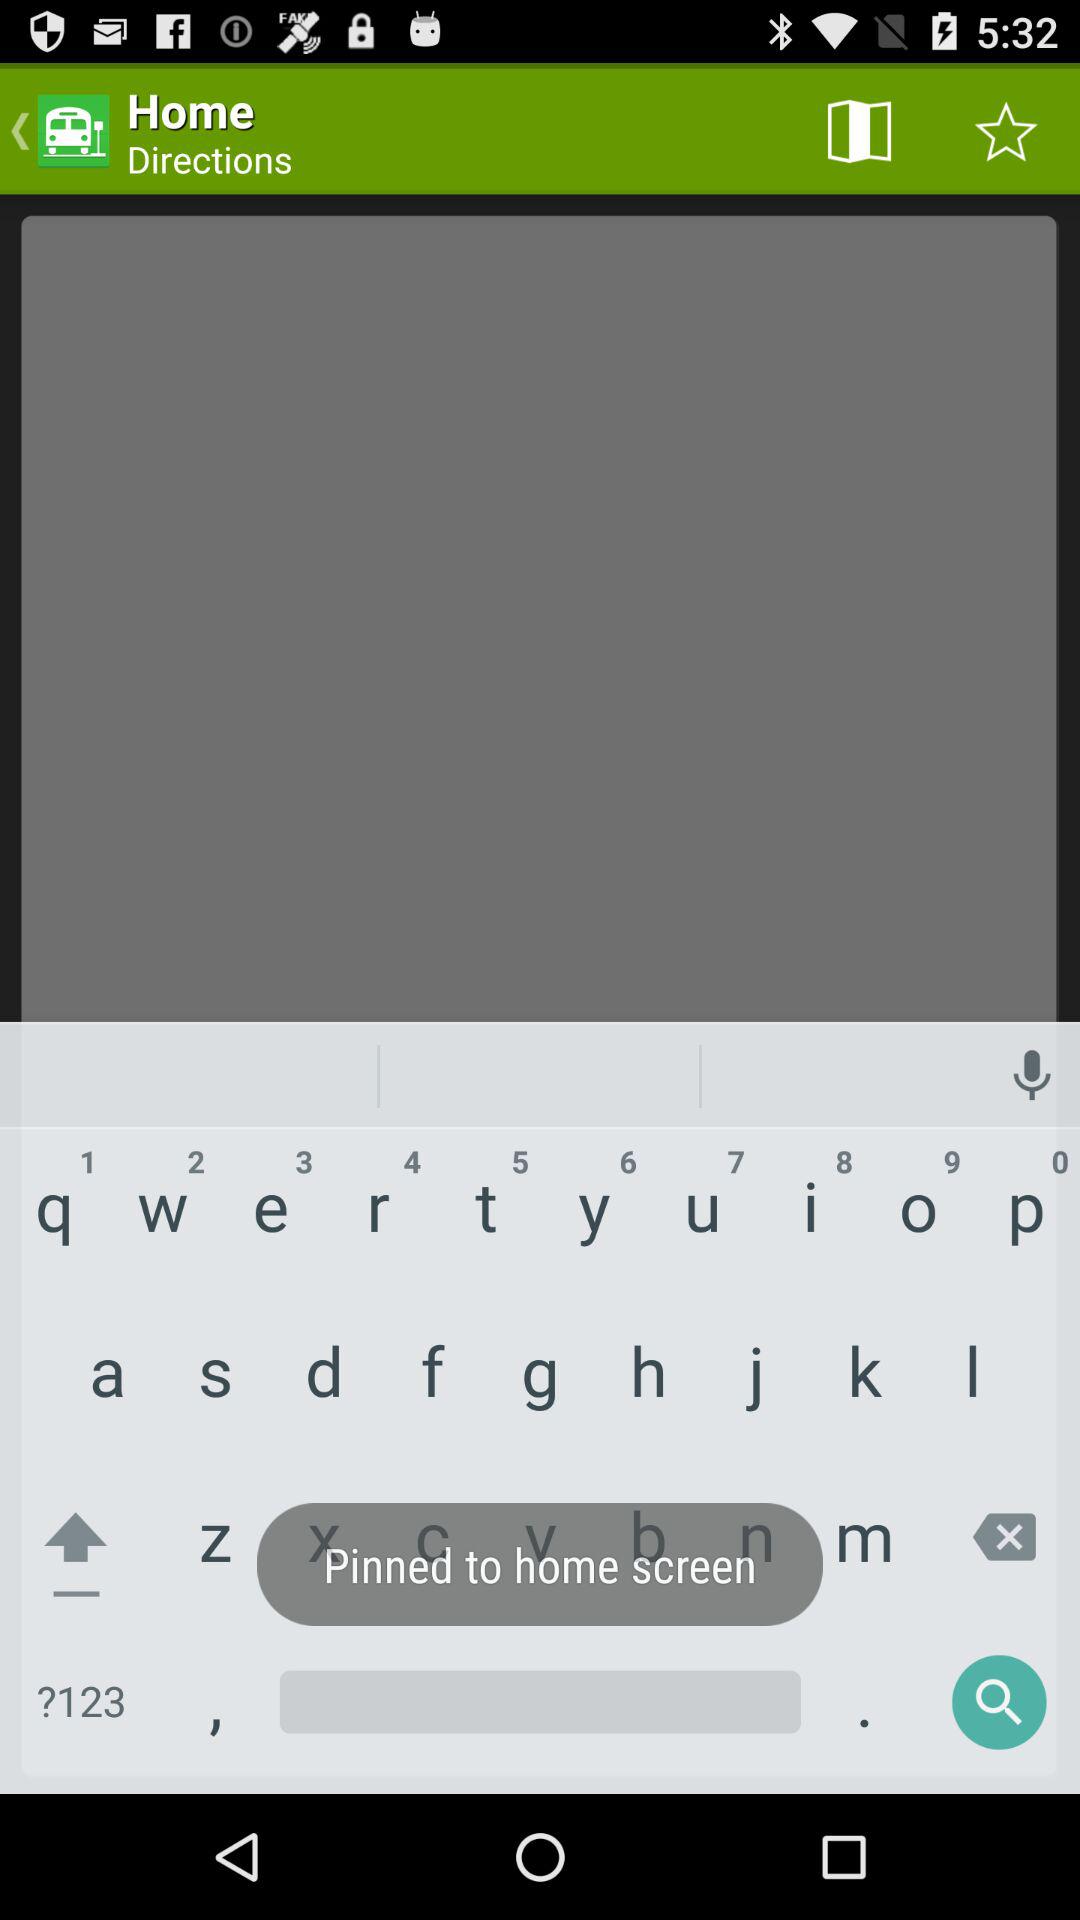 FAKE
5:32
Home
Directions
1 2 3 4 5 6 7 8 9 0
q w e r t y u i o p
a s d f g h j k l
z x c v b n m
Pinned to home screen
?123 , .